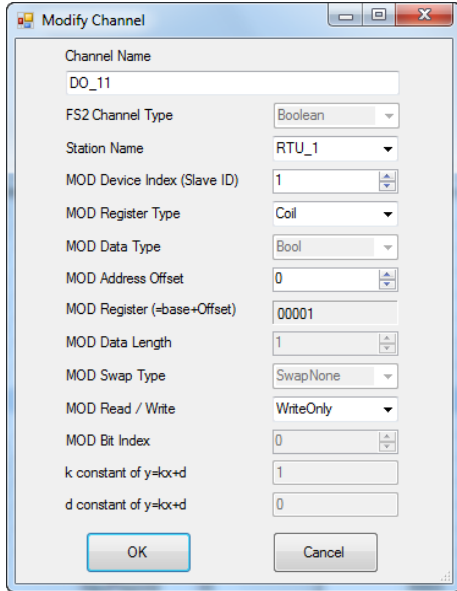 Modify Channel
Channel Name
DO_11
FS2 Channel Type Boolean
Station Name RTU_1
MOD Device Index (Slave ID) 1
MOD Register Type Coil
MOD Data Type Bool
MOD Address Offset 0
MOD Register (=base+Offset) 00001
MOD Data Length 1
MOD Swap Type SwapNone
MOD Read / Write WriteOnly
MOD Bit Index 0
k constant of y=kx+d 1
d constant of y=kx+d 0
OK Cancel